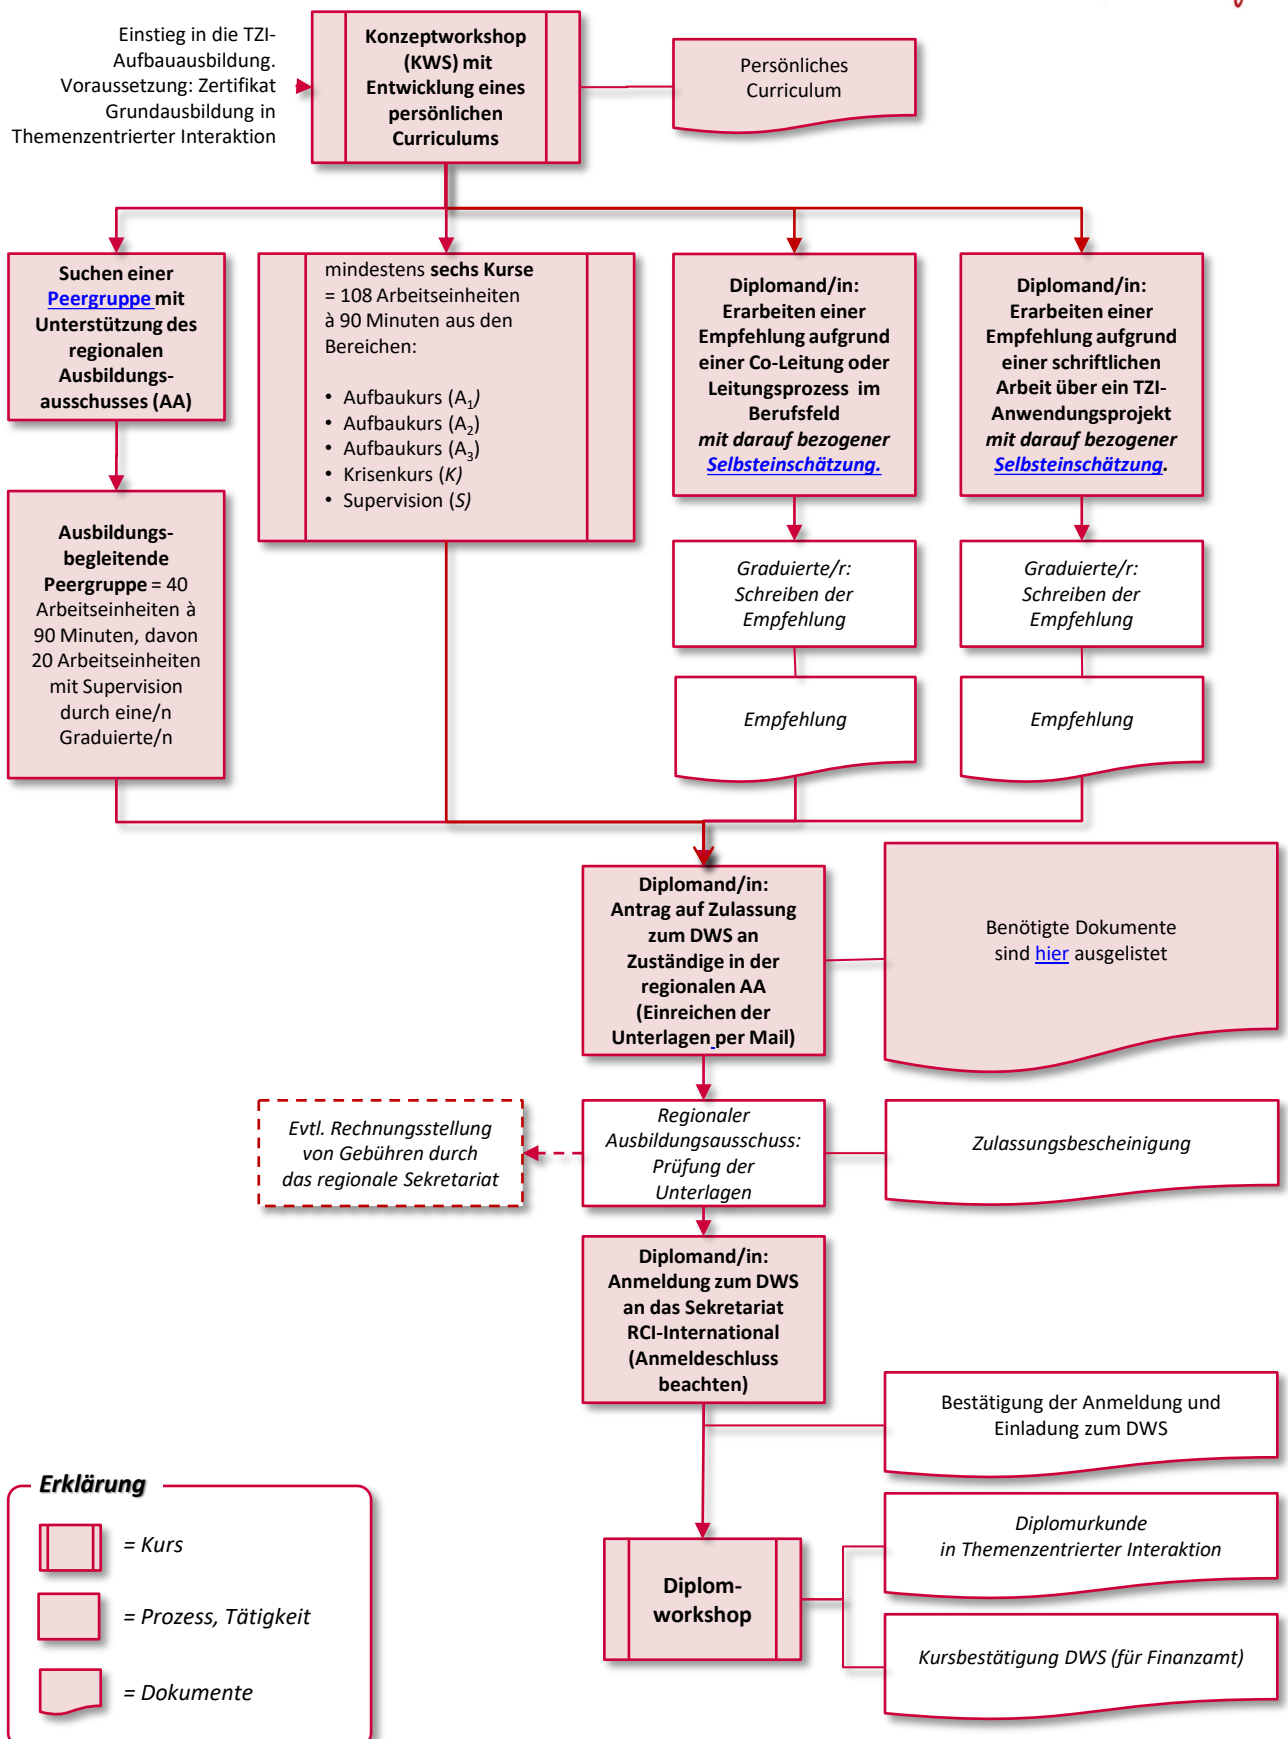 Einstieg in die TZI-
Aufbauausbildung.
Voraussetzung: Zertifikat
Grundausbildung in
Themenzentrierter Interaktion
Konzeptworkshop
(KWS) mit
Entwicklung eines
persönlichen
Curriculums
Persönliches
Curriculum
Suchen einer
Peergruppe mit
Unterstützung des
regionalen
Ausbildungs-
ausschusses (AA)
mindestens sechs Kurse
= 108 Arbeitseinheiten
à 90 Minuten aus den
Bereichen:
• Aufbaukurs (A1)
• Aufbaukurs (A2)
• Aufbaukurs (A3)
• Krisenkurs (K)
• Supervision (S)
Diplomand/in:
Erarbeiten einer
Empfehlung aufgrund
einer Co-Leitung oder
Leitungsprozess im
Berufsfeld
mit darauf bezogener
Selbsteinschätzung.
Diplomand/in:
Erarbeiten einer
Empfehlung aufgrund
einer schriftlichen
Arbeit über ein TZI-
Anwendungsprojekt
mit darauf bezogener
Selbsteinschätzung.
Ausbildungs-
begleitende
Peergruppe = 40
Arbeitseinheiten à
90 Minuten, davon
20 Arbeitseinheiten
mit Supervision
durch eine/n
Graduierte/n
Graduierte/r:
Schreiben der
Empfehlung
Graduierte/r:
Schreiben der
Empfehlung
Empfehlung
Empfehlung
Diplomand/in:
Antrag auf Zulassung
zum DWS an
Zuständige in der
regionalen AA
(Einreichen der
Unterlagen per Mail)
Benötigte Dokumente
sind hier ausgelistet
Evtl. Rechnungsstellung
von Gebühren durch
das regionale Sekretariat
Regionaler
Ausbildungsausschuss:
Prüfung der
Unterlagen
Zulassungsbescheinigung
Diplomand/in:
Anmeldung zum DWS
an das Sekretariat
RCI-International
(Anmeldeschluss
beachten)
Bestätigung der Anmeldung und
Einladung zum DWS
Diplom-
workshop
Diplomurkunde
in Themenzentrierter Interaktion
Kursbestätigung DWS (für Finanzamt)
Erklärung
= Kurs
= Prozess, Tätigkeit
= Dokumente